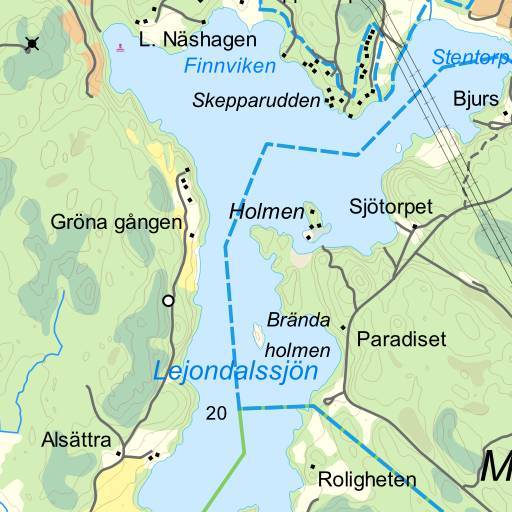 L. Näshagen
Finnviken
Stentorp
Skepparudden
Bjurs
Holmen
Sjötorpet
Gröna gången
Brända
holmen
Paradiset
Lejondalssjön
20
Alsättra
Roligheten
M